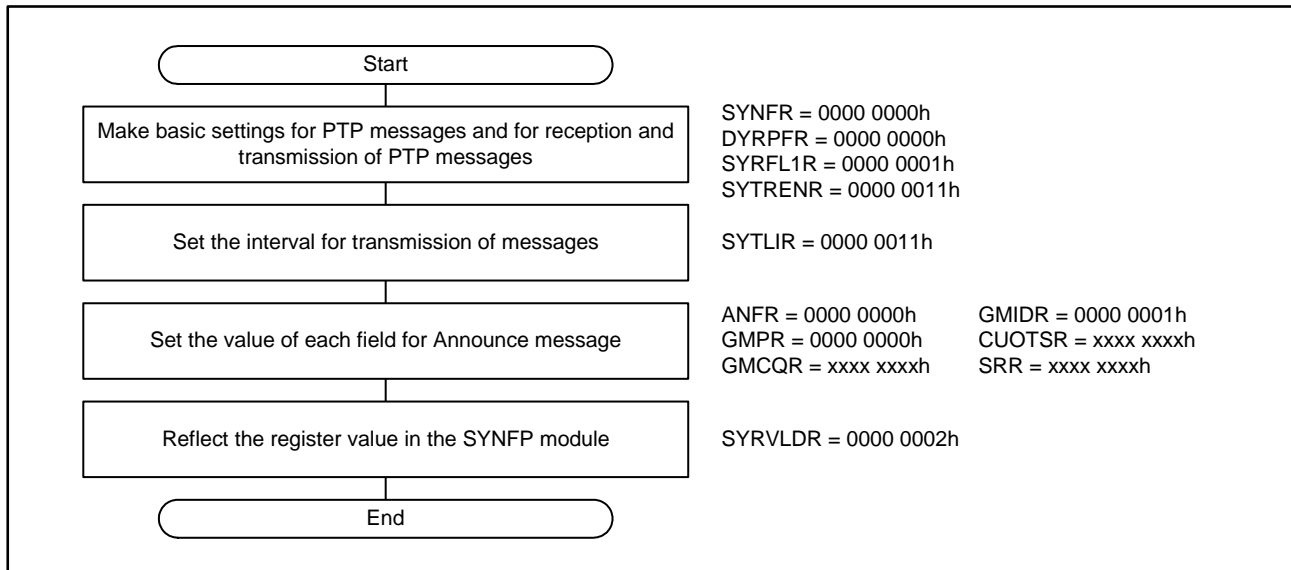 Start
Make basic settings for PTP messages and for reception and
transmission of PTP messages
SYNFR = 0000 0000h
DYRPFR = 0000 0000h
SYRFL1R = 0000 0001h
SYTRENR = 0000 0011h
Set the interval for transmission of messages
SYTLIR = 0000 0011h
Set the value of each field for Announce message
ANFR = 0000 0000h
GMPR = 0000 0000h
GMCQR = xxxx xxxxh
GMIDR = 0000 0001h
CUOTSR = xxxx xxxxh
SRR = xxxx xxxxh
Reflect the register value in the SYNFP module
SYRVLDR = 0000 0002h
End